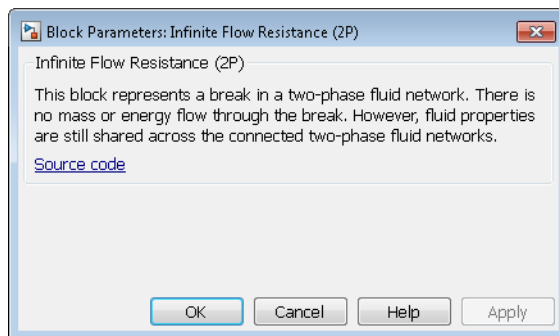 Block Parameters: Infinite Flow Resistance (2P)
Infinite Flow Resistance (2P)
This block represents a break in a two-phase fluid network. There is
no mass or energy flow through the break. However, fluid properties
are still shared across the connected two-phase fluid networks.
Source code
OK Cancel Help Apply